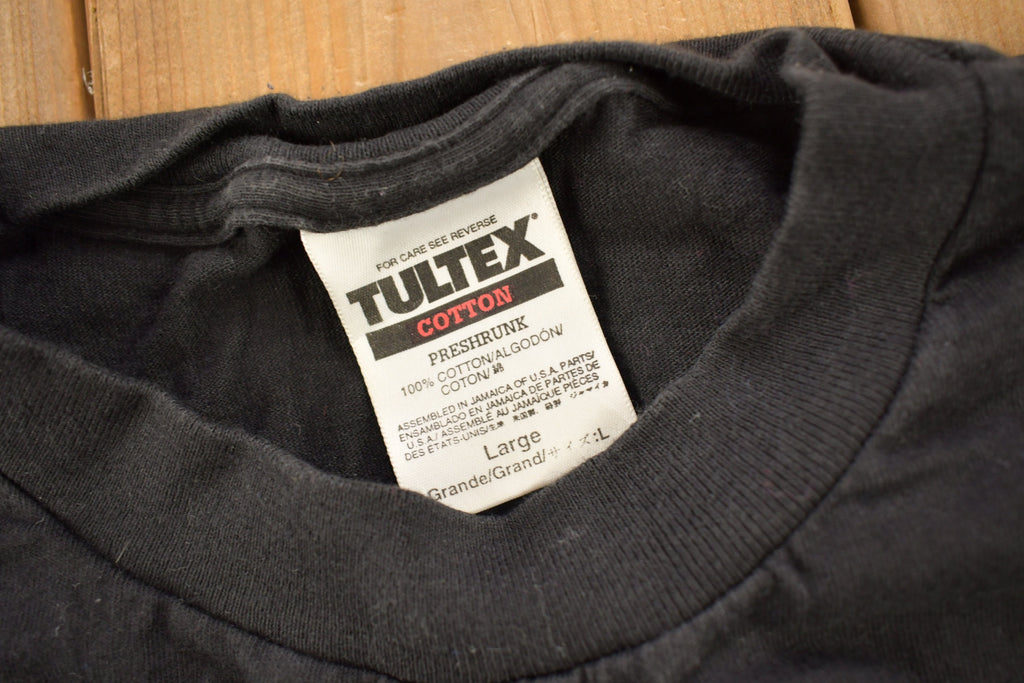 FOR CARE SEE REVERSE
TULTEX®
COTTON
PRESHRUNK
100% COTTON/ALGODÓN/
COTON/綿
ASSEMBLED IN JAMAICA OF U.S.A. PARTS/
ENSAMBLADO EN JAMAICA DE PARTES DE
U.S.A./ ASSEMBLÉ AU JAMAIQUE PIÈCES
DES ÉTATS-UNIS/
Large
Grande/Grand/サイズ:L